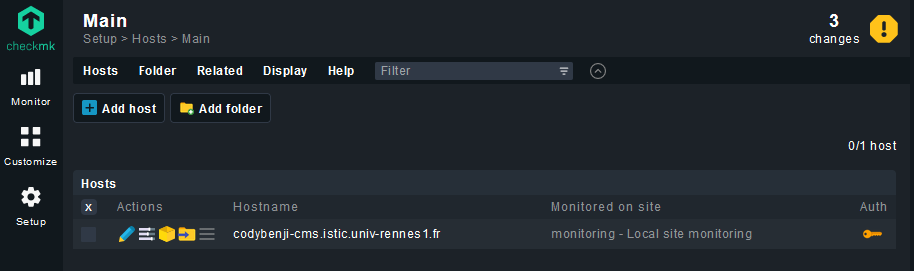 checkmk
Monitor
Customize
Setup
Main
Setup > Hosts > Main
3
changes
Hosts Folder Related Display Help Filter
Add host Add folder
0/1 host
Hosts
X Actions Hostname Monitored on site Auth
codybenji-cms.istic.univ-rennes1.fr monitoring - Local site monitoring